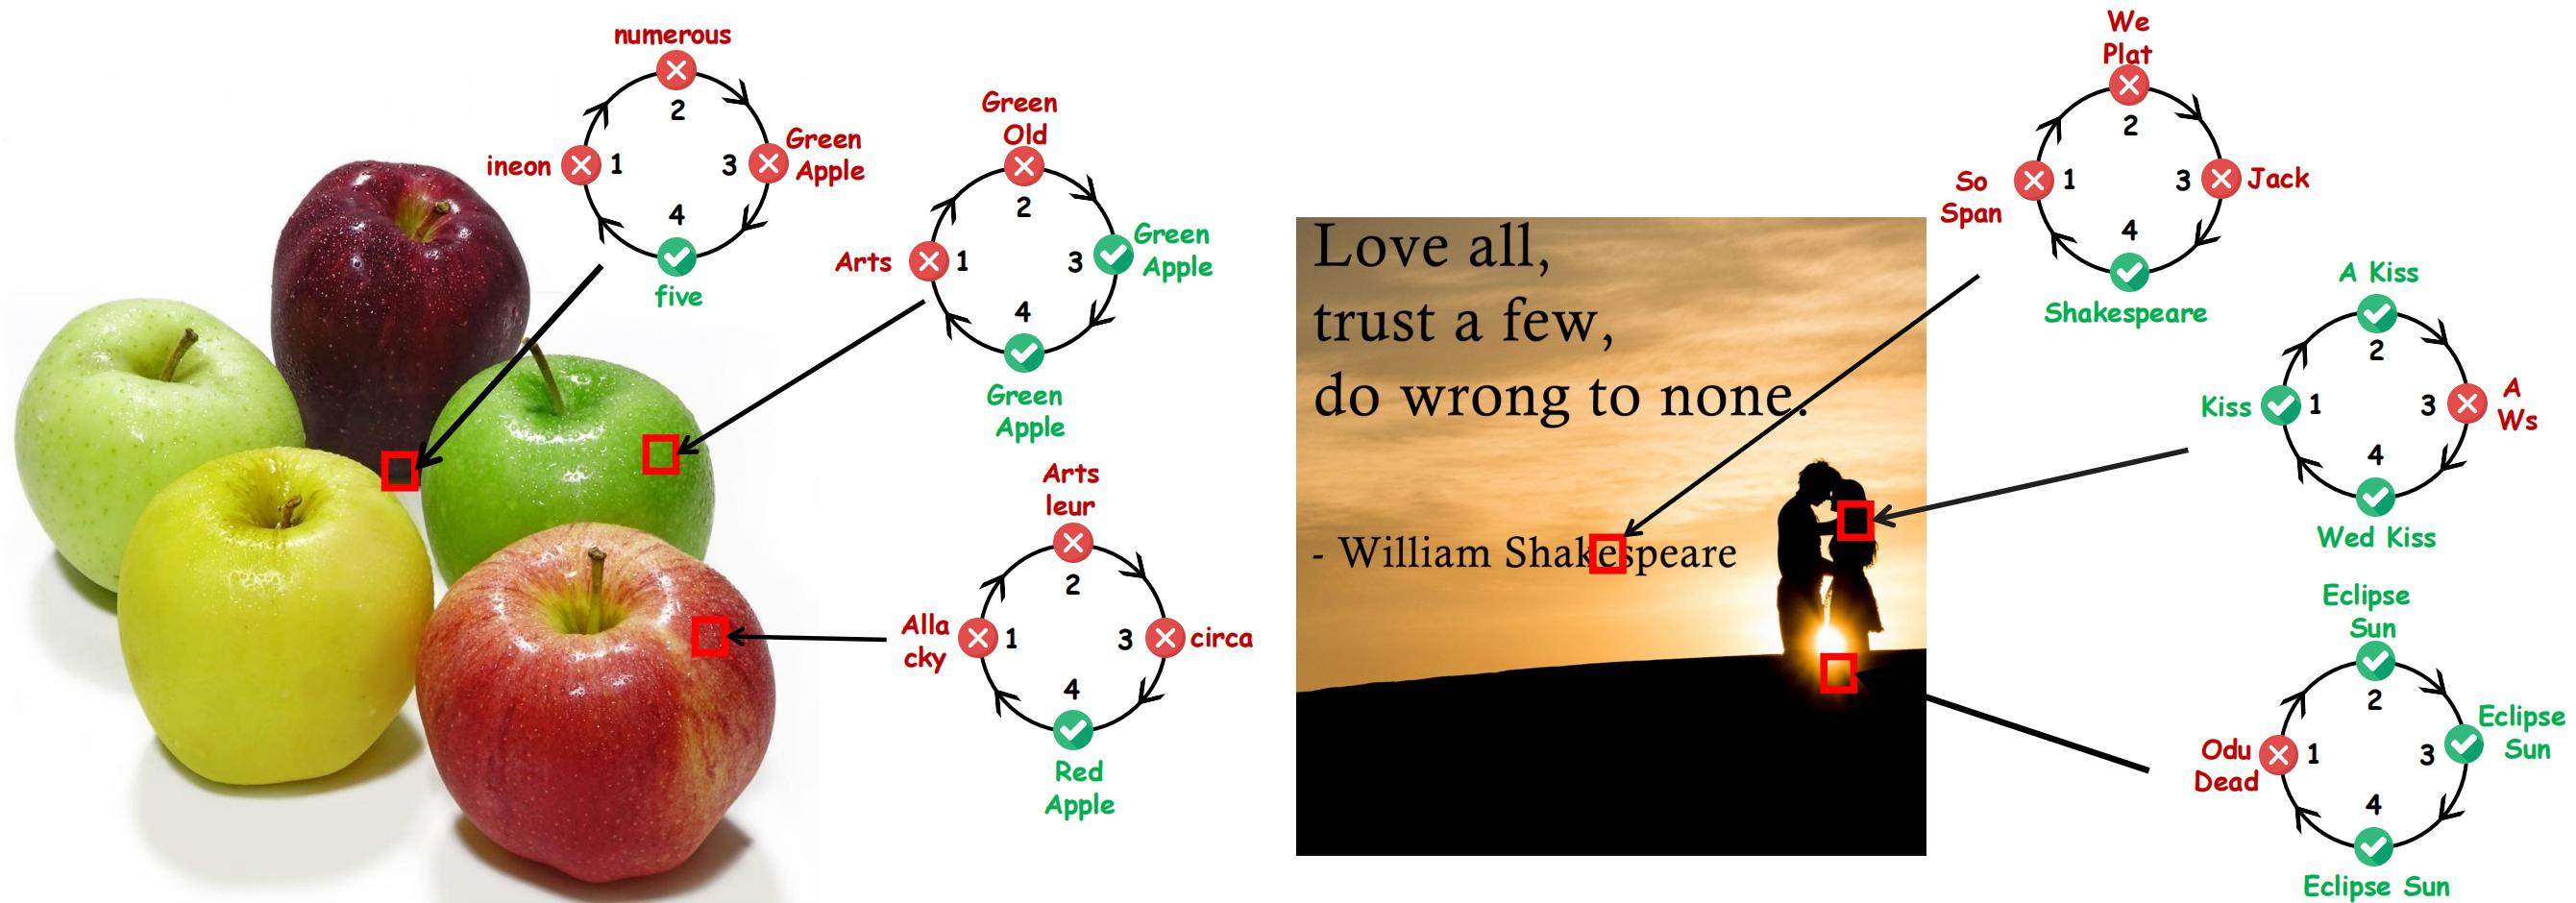 numerous
2
ineon
1
3
Green
Apple
4
five
Green
Old
2
Arts
1
3
Green
Apple
4
Green
Apple
Arts
leur
2
Alla
cky
1
3
circa
4
Red
Apple
Love all,
trust a few,
do wrong to none.
- William Shakespeare
We
Plat
2
So
Span
1
3
Jack
4
Shakespeare
A Kiss
2
Kiss
1
3
A
Ws
4
Wed Kiss
Eclipse
Sun
2
Odu
Dead
1
3
Eclipse
Sun
4
Eclipse Sun